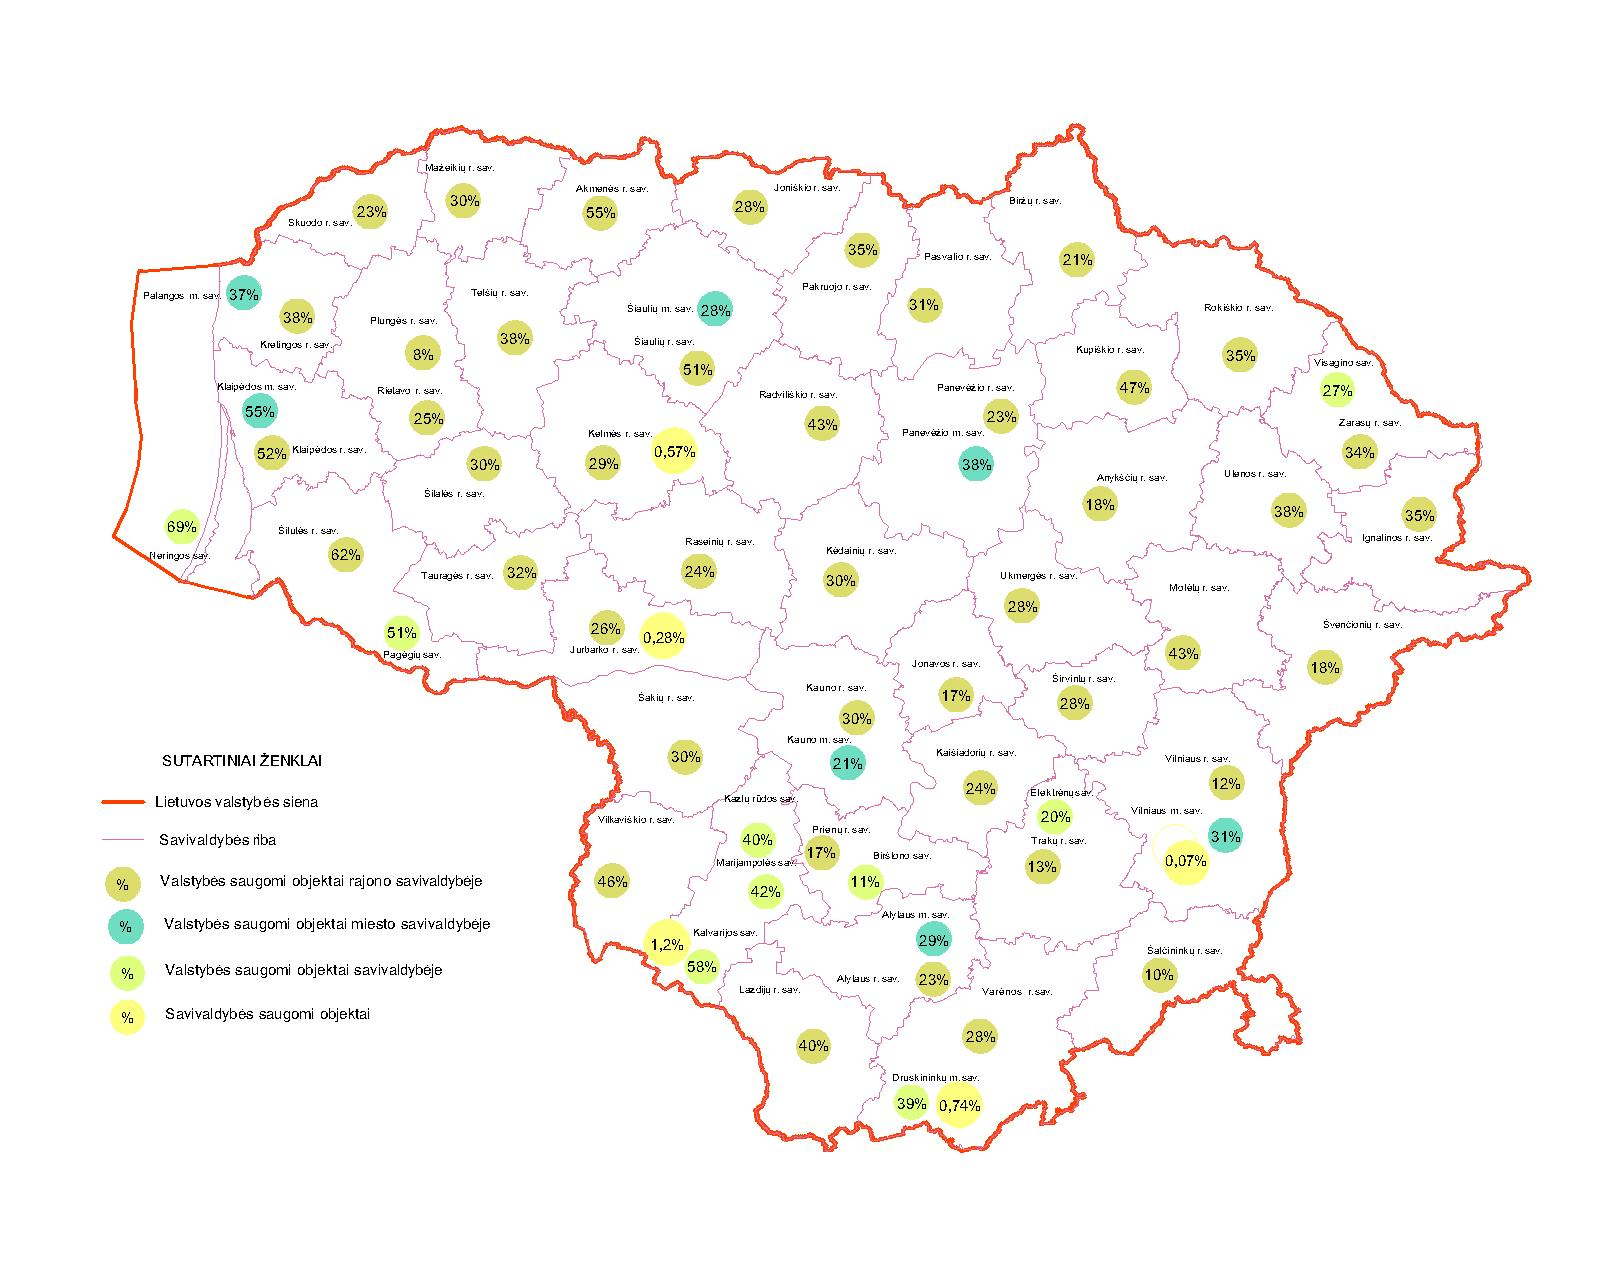 Mažeikių r. sav.
30%
Skuodo r. sav.
23%
Akmenės r. sav.
55%
Joniškio r. sav.
28%
Biržų r. sav.
21%
35%
Pakruojo r. sav.
Pasvalio r. sav.
31%
Palangos m. sav.
37%
38%
Kretingos r. sav.
Plungės r. sav.
8%
Telšių r. sav.
38%
Šiaulių m. sav.
28%
Šiaulių r. sav.
51%
Rokiškio r. sav.
35%
Kupiškio r. sav.
47%
Visagino sav.
27%
Klaipėdos m. sav.
55%
52%
Klaipėdos r. sav.
Rietavo r. sav.
25%
Radviliškio r. sav.
43%
Panevėžio r. sav.
23%
Panevėžio m. sav.
38%
Zarasų r. sav.
34%
Kelmės r. sav.
29%
0,57%
30%
Šilalės r. sav.
Anykščių r. sav.
18%
Utenos r. sav.
38%
35%
Ignalinos r. sav.
69%
Neringos sav.
Šilutės r. sav.
62%
Tauragės r. sav.
32%
Raseinių r. sav.
24%
Kėdainių r. sav.
30%
Ukmergės r. sav.
28%
Molėtų r. sav.
43%
Švenčionių r. sav.
18%
51%
Pagėgių sav.
26%
0,28%
Jurbarko r. sav.
Jonavos r. sav.
17%
Širvintų r. sav.
28%
Šakių r. sav.
30%
Kauno r. sav.
30%
Kauno m. sav.
21%
Kaišiadorių r. sav.
24%
Elektrėnų sav.
20%
Trakų r. sav.
13%
Vilniaus r. sav.
12%
Vilniaus m. sav.
31%
0,07%
Kazlų rūdos sav.
40%
Vilkaviškio r. sav.
46%
Marijampolės sav.
42%
Prienų r. sav.
17%
Birštono sav.
11%
1,2%
Kalvarijos sav.
58%
Alytaus m. sav.
29%
Alytaus r. sav.
23%
Lazdijų r. sav.
40%
Varėnos r. sav.
28%
Šalčininkų r. sav.
10%
Druskininkų m. sav.
39%
0,74%
SUTARTINIAI ŽENKLAI
Lietuvos valstybės siena
Savivaldybės riba
% Valstybės saugomi objektai rajono savivaldybėje
% Valstybės saugomi objektai miesto savivaldybėje
% Valstybės saugomi objektai savivaldybėje
% Savivaldybės saugomi objektai